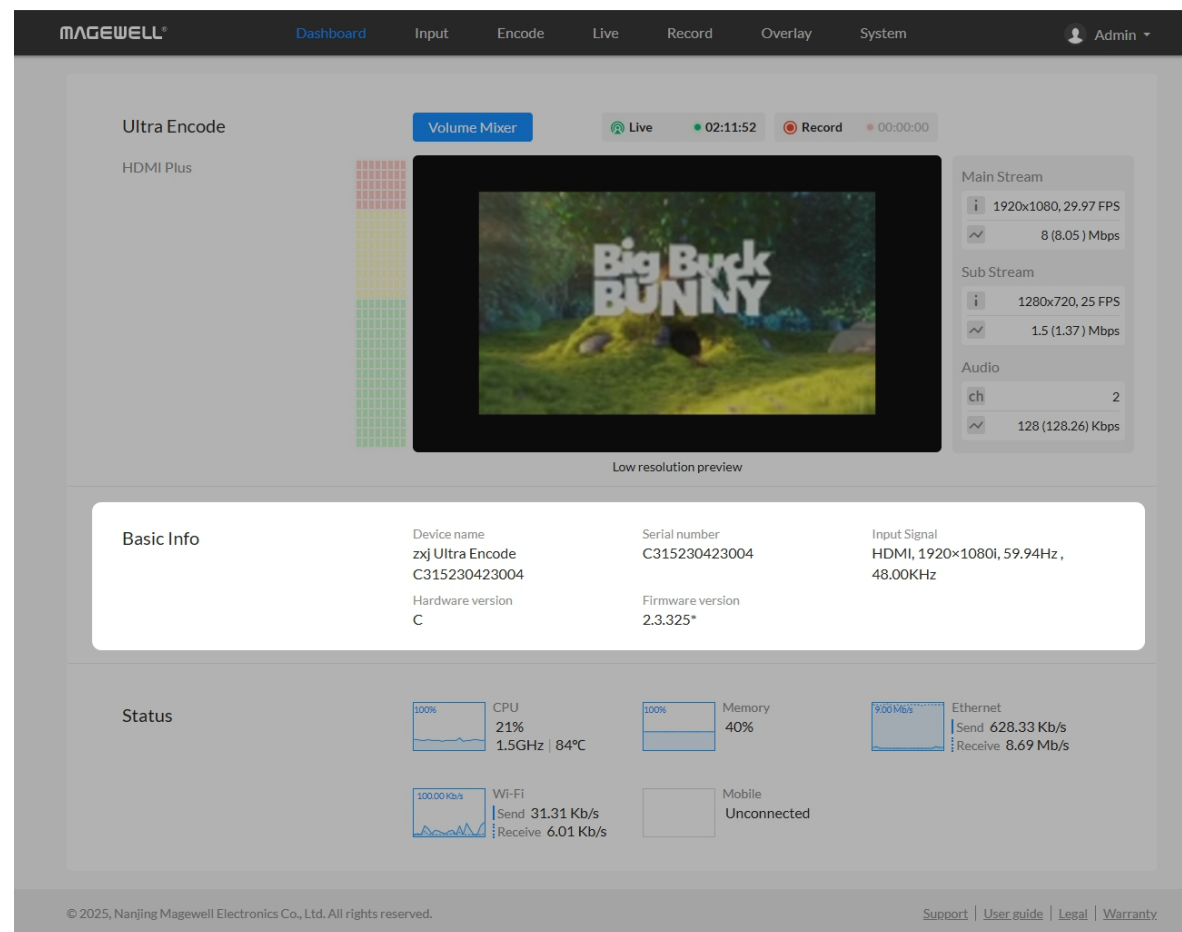 MAGEWELL®
Dashboard Input Encode Live Record Overlay System Admin
Ultra Encode
HDMI Plus
Volume Mixer
Live 02:11:52
Record 00:00:00
Big Buck
BUNNY
Low resolution preview
Main Stream
i 1920x1080, 29.97 FPS
8 (8.05 ) Mbps
Sub Stream
i 1280x720, 25 FPS
1.5 (1.37 ) Mbps
Audio
ch 2
128 (128.26) Kbps
Basic Info
Device name
zxj Ultra Encode
C315230423004
Serial number
C315230423004
Input Signal
HDMI, 1920×1080i, 59.94Hz ,
48.00KHz
Hardware version
C
Firmware version
2.3.325*
Status
100%
CPU
21%
1.5GHz | 84℃
100%
Memory
40%
9.00 Mb/s
Ethernet
Send 628.33 Kb/s
Receive 8.69 Mb/s
100.00 Kb/s
Wi-Fi
Send 31.31 Kb/s
Receive 6.01 Kb/s
Mobile
Unconnected
© 2025, Nanjing Magewell Electronics Co., Ltd. All rights reserved.
Support | User guide | Legal | Warranty